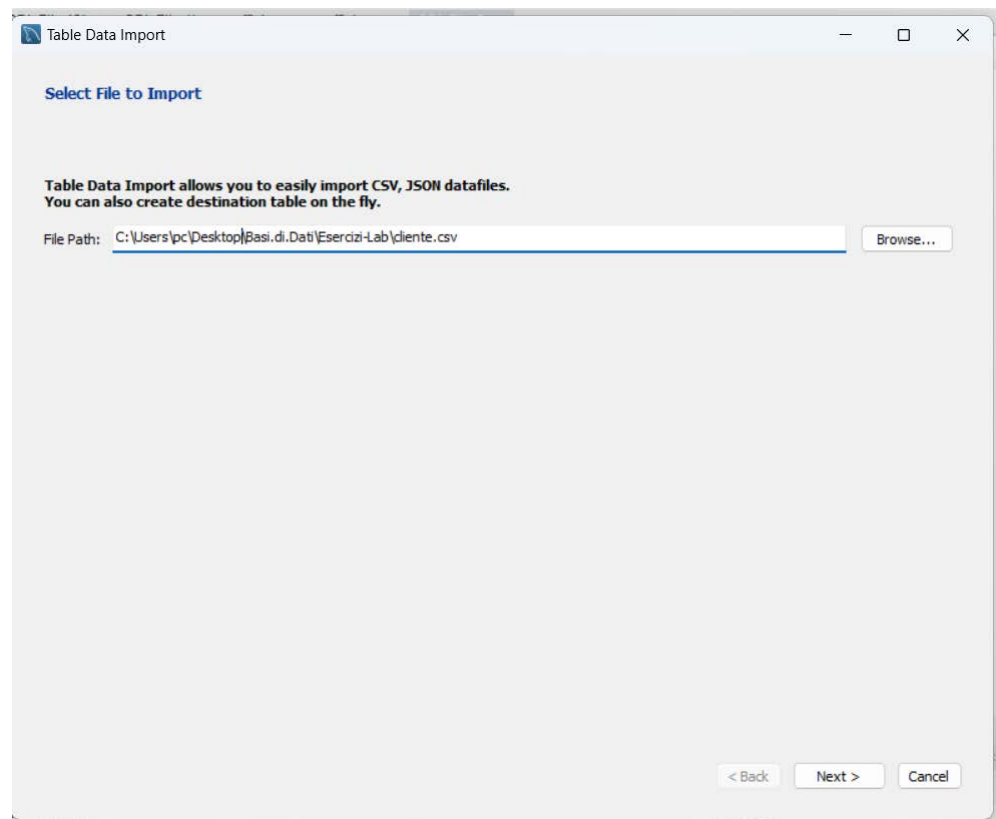 Table Data Import
Select File to Import
Table Data Import allows you to easily import CSV, JSON datafiles.
You can also create destination table on the fly.
File Path: C:\Users\pc\Desktop\Basi.di.Dati\Esercizi-Lab\cliente.csv Browse...
< Back Next > Cancel